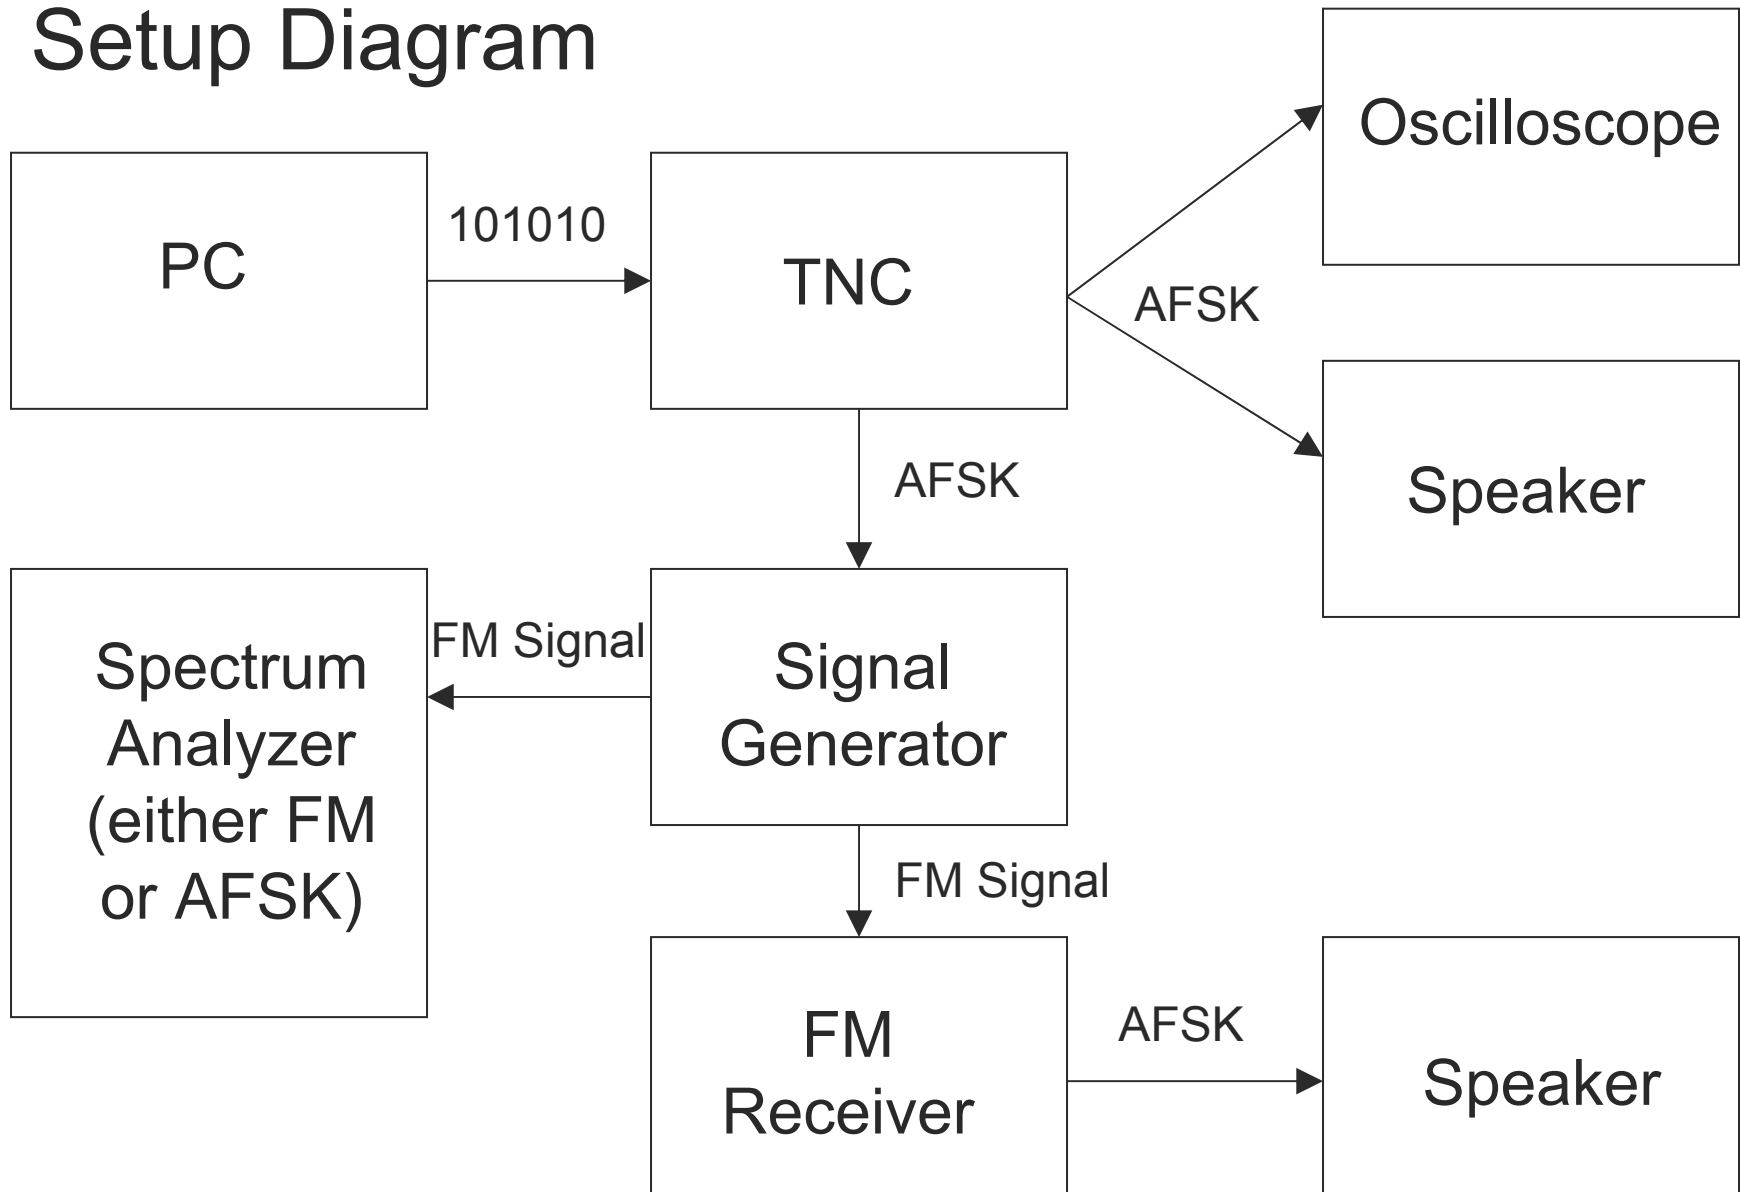 Setup Diagram
Oscilloscope
PC
101010
TNC
AFSK
Speaker
AFSK
Spectrum
Analyzer
(either FM
or AFSK)
FM Signal
Signal
Generator
FM Signal
FM
Receiver
AFSK
Speaker